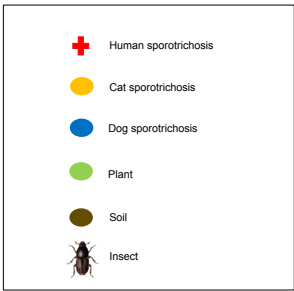 Human sporotrichosis
Cat sporotrichosis
Dog sporotrichosis
Plant
Soil
Insect